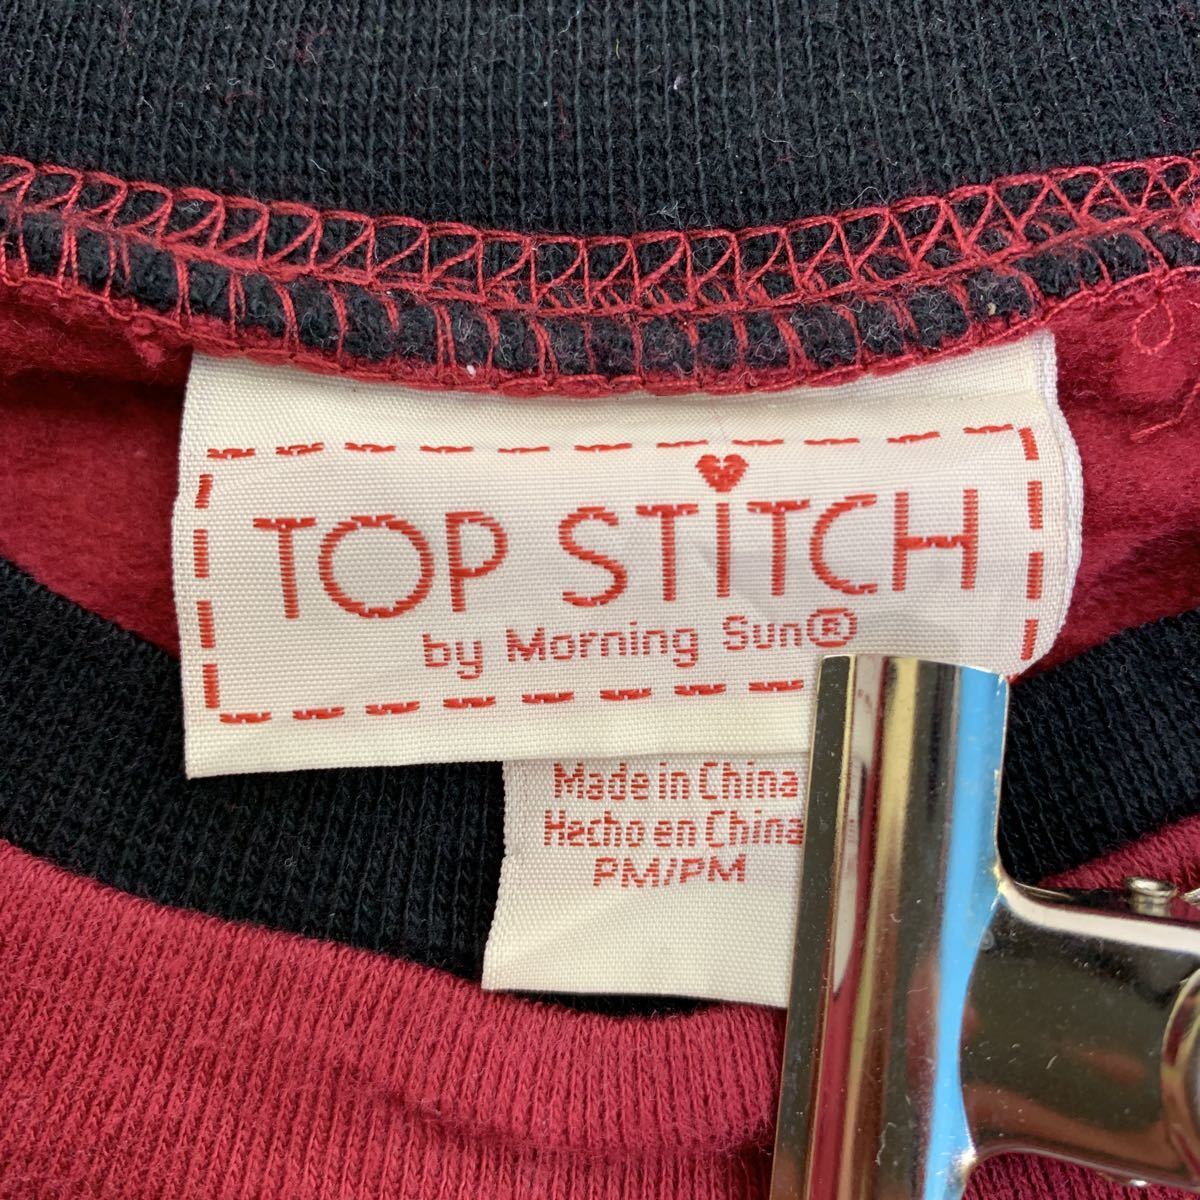 TOP STiTCH
by Morning Sun®
Made in China
Hecho en China
PM/PM